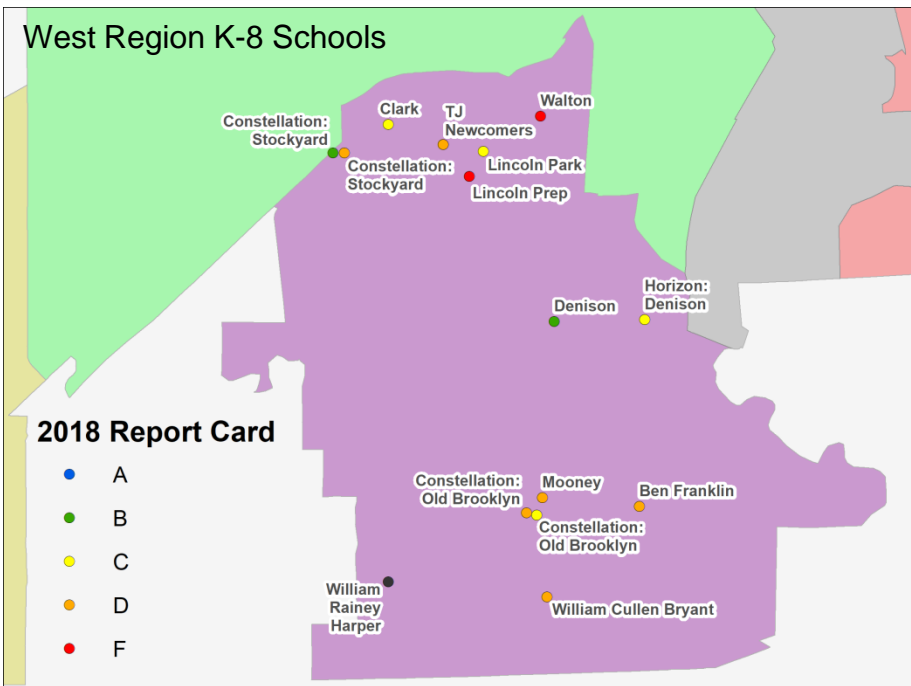 West Region K-8 Schools
Clark
TJ
Newcomers
Walton
Constellation:
Stockyard
Constellation:
Stockyard
Lincoln Park
Lincoln Prep
Horizon:
Denison
Denison
2018 Report Card
A
B
C
D
F
Constellation:
Old Brooklyn
Mooney
Ben Franklin
Constellation:
Old Brooklyn
William
Rainey
Harper
William Cullen Bryant